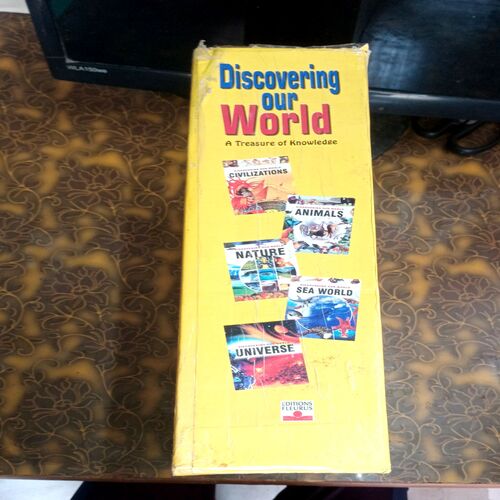 Discovering
our
World
A Treasure of Knowledge
CIVILIZATIONS
ANIMALS
NATURE
SEA WORLD
UNIVERSE
EDITIONS
FLEURUS